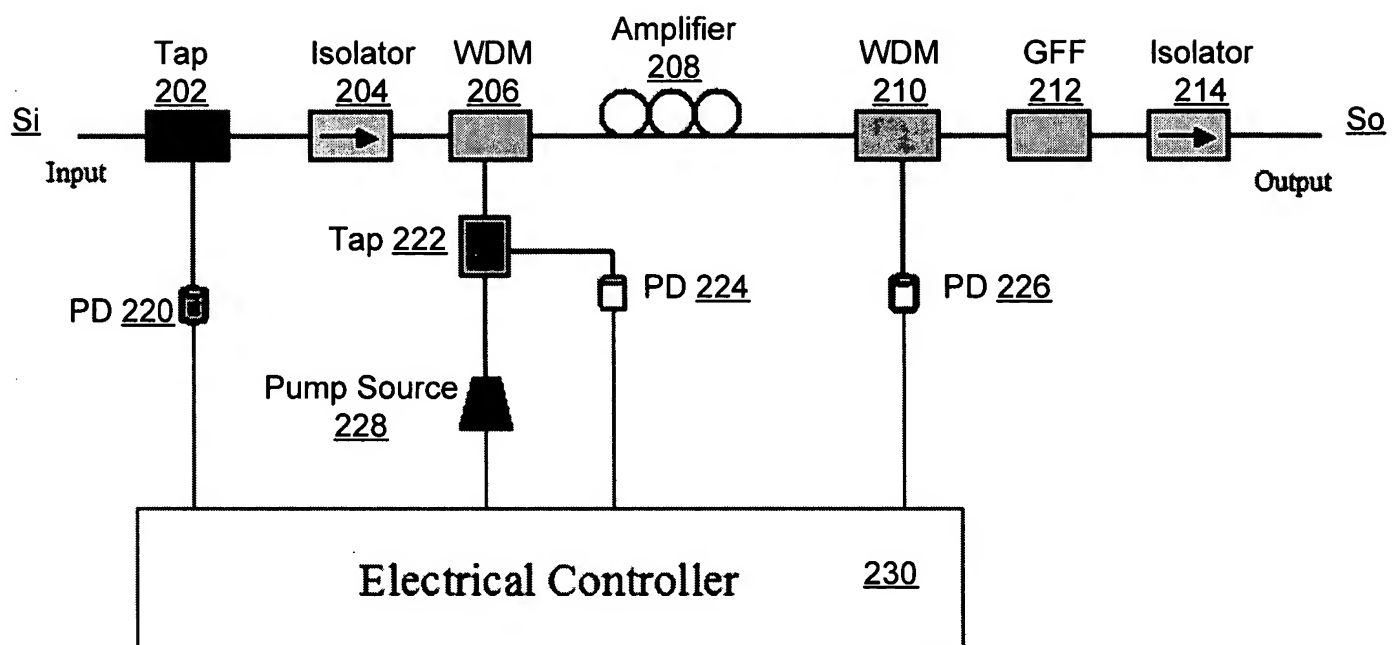 Tap
202
Isolator
204
WDM
206
Amplifier
208
WDM
210
GFF
212
Isolator
214
Si
Input
So
Output
Tap 222
PD 220
PD 224
PD 226
Pump Source
228
Electrical Controller 230